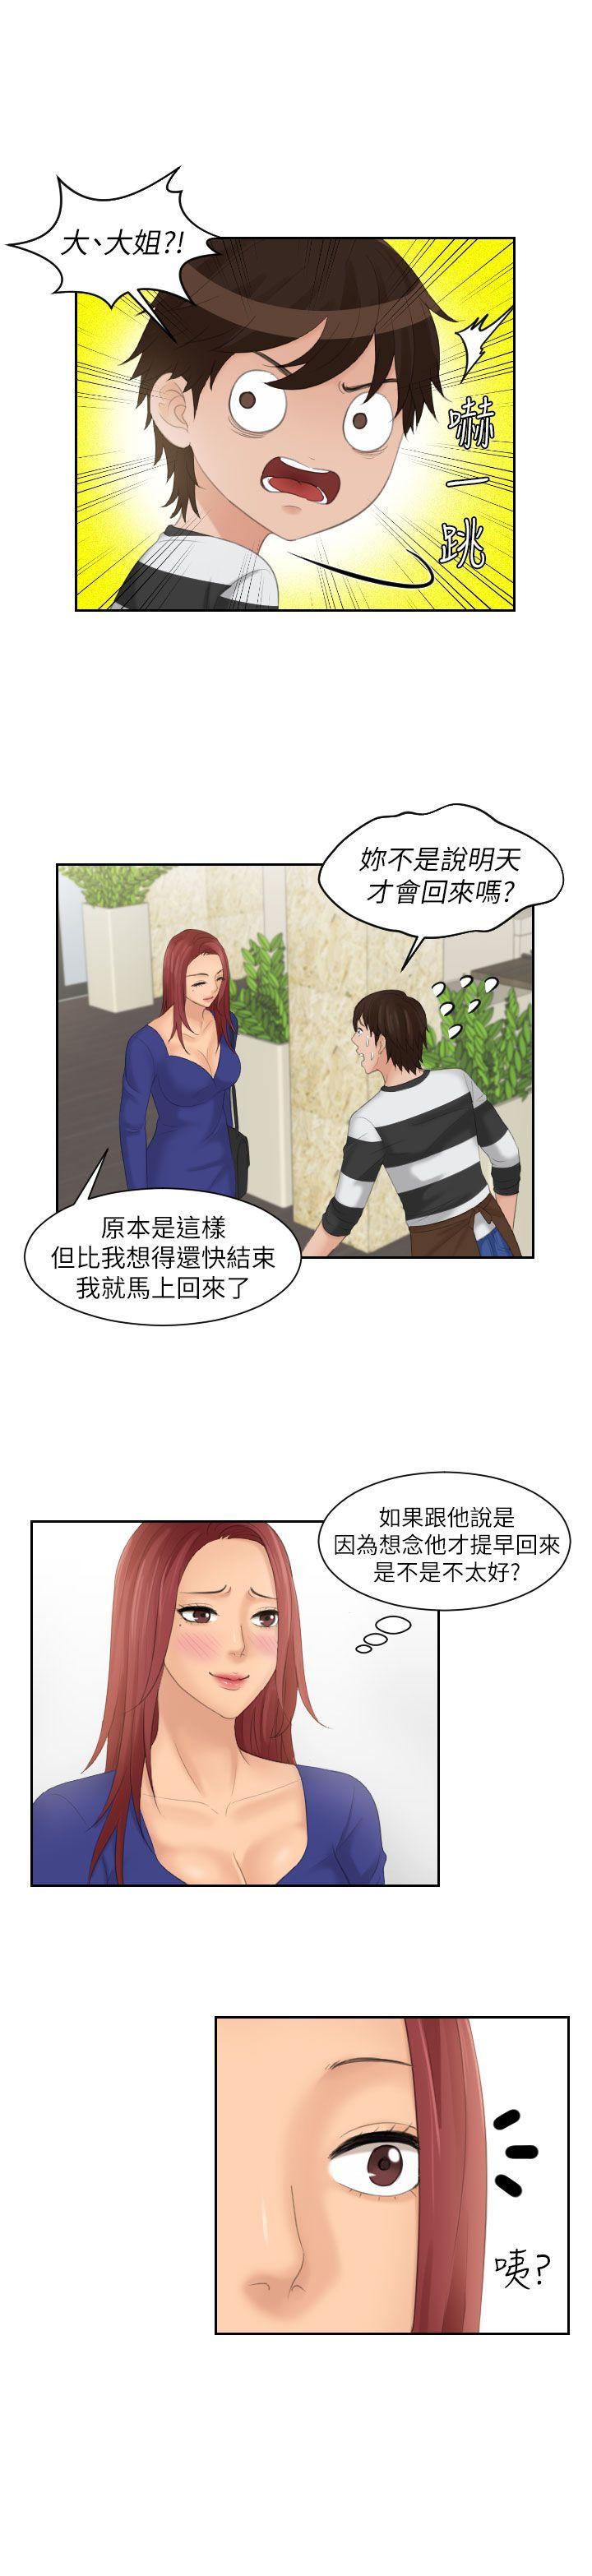 大、大姐?!
嚇一跳
妳不是說明天
才會回來嗎?
原本是這樣
但比我想得還快結束
我就馬上回來了
如果跟他說是
因為想念他才提早回來
是不是不太好?
咦?